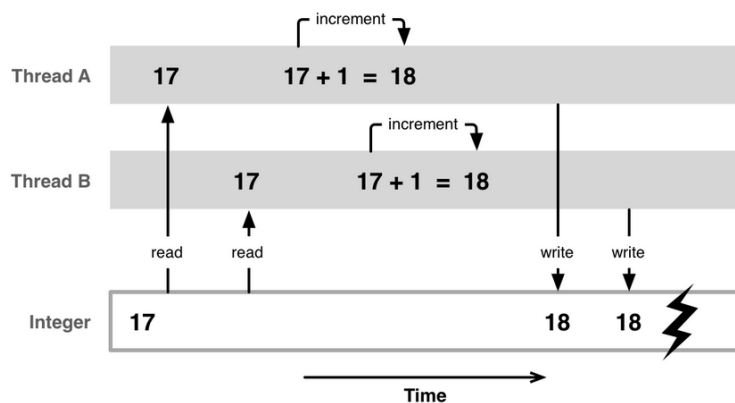 increment
Thread A 17 17 + 1 = 18
increment
Thread B 17 17 + 1 = 18
read read write write
Integer 17 18 18
Time